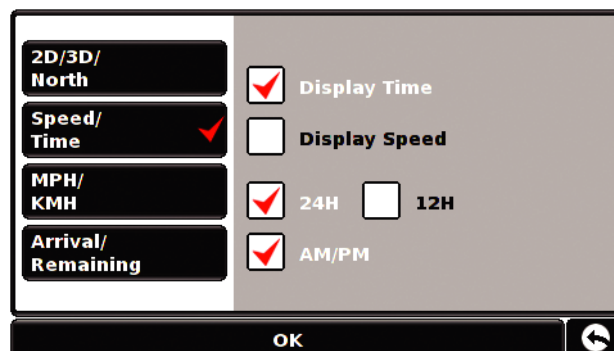 2D/3D/
North
Speed/
Time
MPH/
KMH
Arrival/
Remaining
Display Time
Display Speed
24H 12H
AM/PM
OK